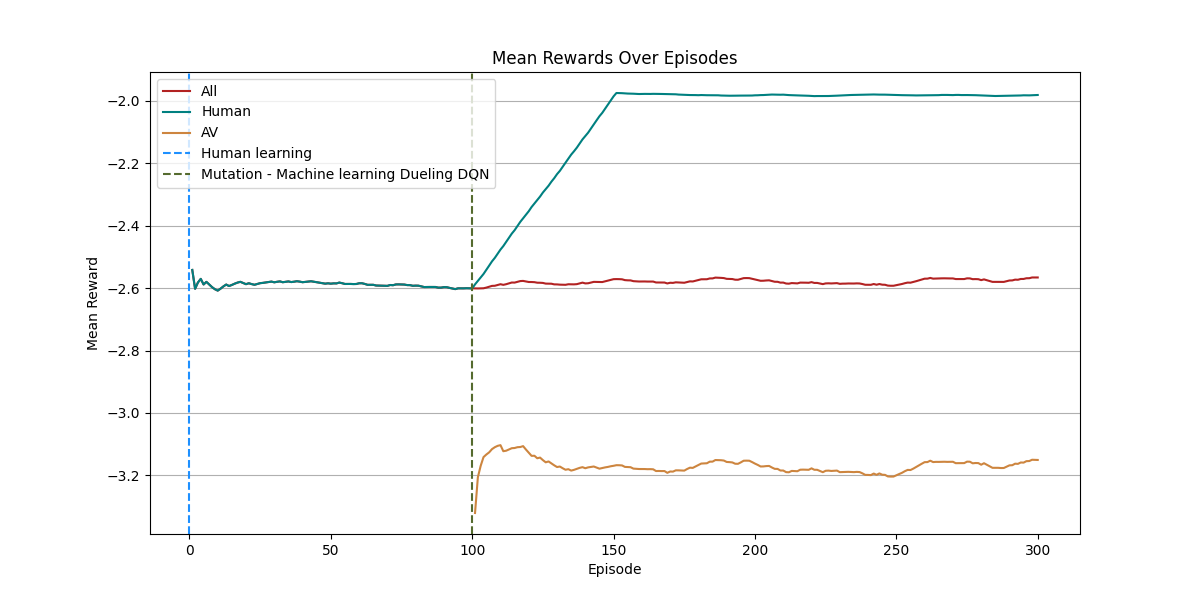 Mean Rewards Over Episodes
All
Human
AV
Human learning
Mutation - Machine learning Dueling DQN
Mean Reward
−2.0
−2.2
−2.4
−2.6
−2.8
−3.0
−3.2
0 50 100 150 200 250 300
Episode